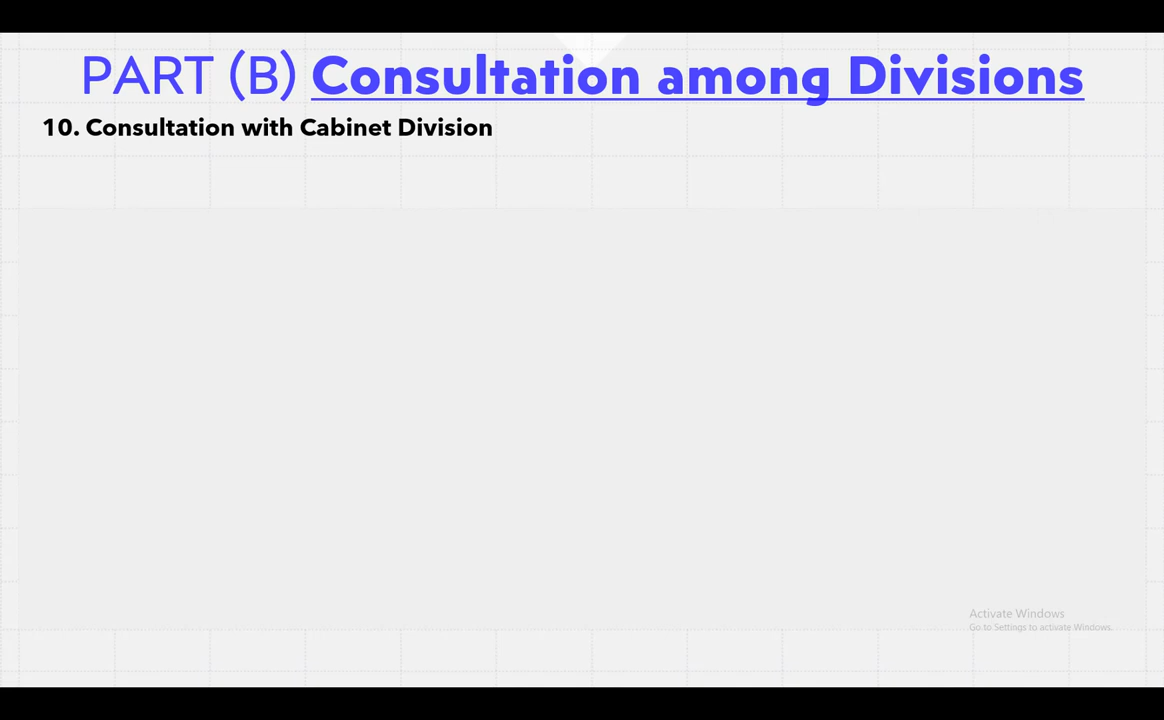 PART (B) Consultation among Divisions
10. Consultation with Cabinet Division
Activate Windows
Go to Settings to activate Windows.